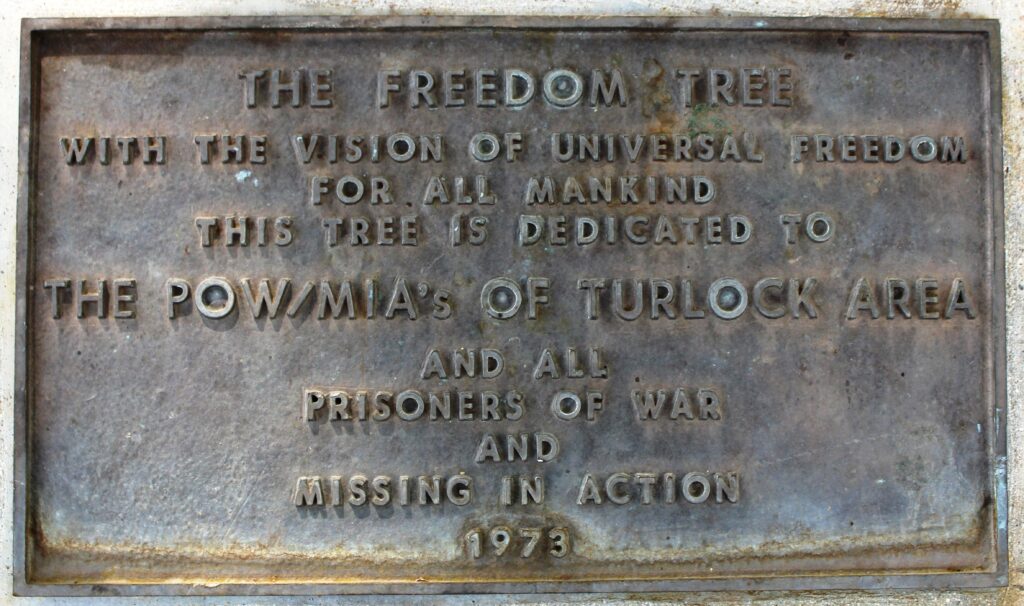 THE FREEDOM TREE
WITH THE VISION OF UNIVERSAL FREEDOM
FOR ALL MANKIND
THIS TREE IS DEDICATED TO
THE POW/MIA's OF TURLOCK AREA
AND ALL
PRISONERS OF WAR
AND
MISSING IN ACTION
1973